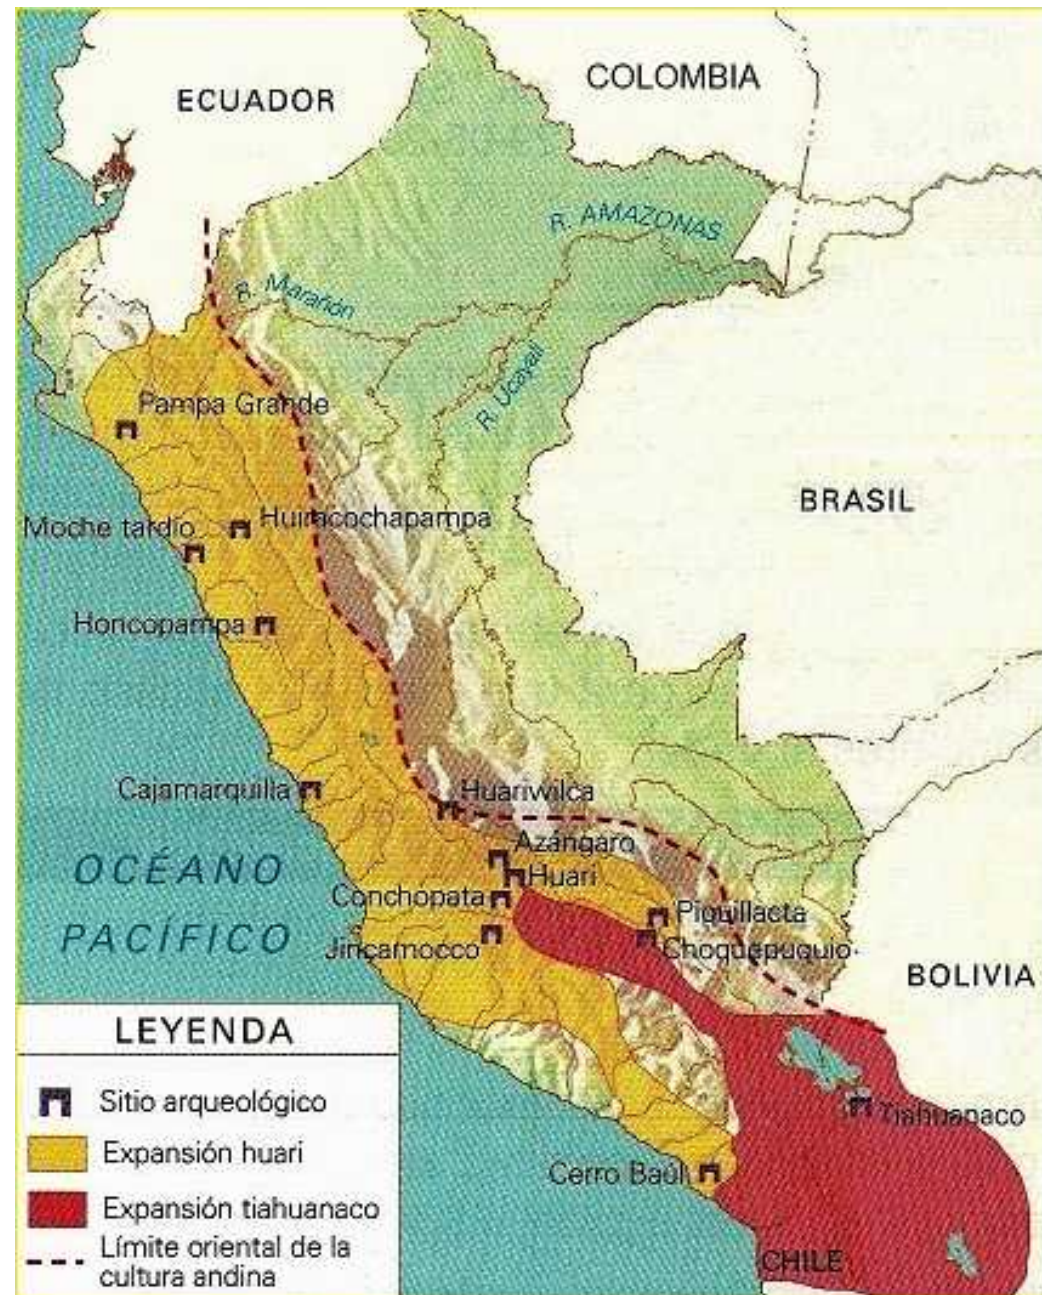 COLOMBIA
ECUADOR
R. AMAZONAS
R. Marañón
R. Ucayali
Pampa Grande
BRASIL
Huiracochapampa
Moche tardío
Honcopampa
Cajamarquilla
Huariwilca
Azángaro
OCÉANO
PACÍFICO
Huari
Conchopata
Piquillacta
Jincamocco
Choquepuquio
BOLIVIA
Tiahuanaco
Cerro Baúl
CHILE
LEYENDA
Sitio arqueológico
Expansión huari
Expansión tiahuanaco
Límite oriental de la
cultura andina